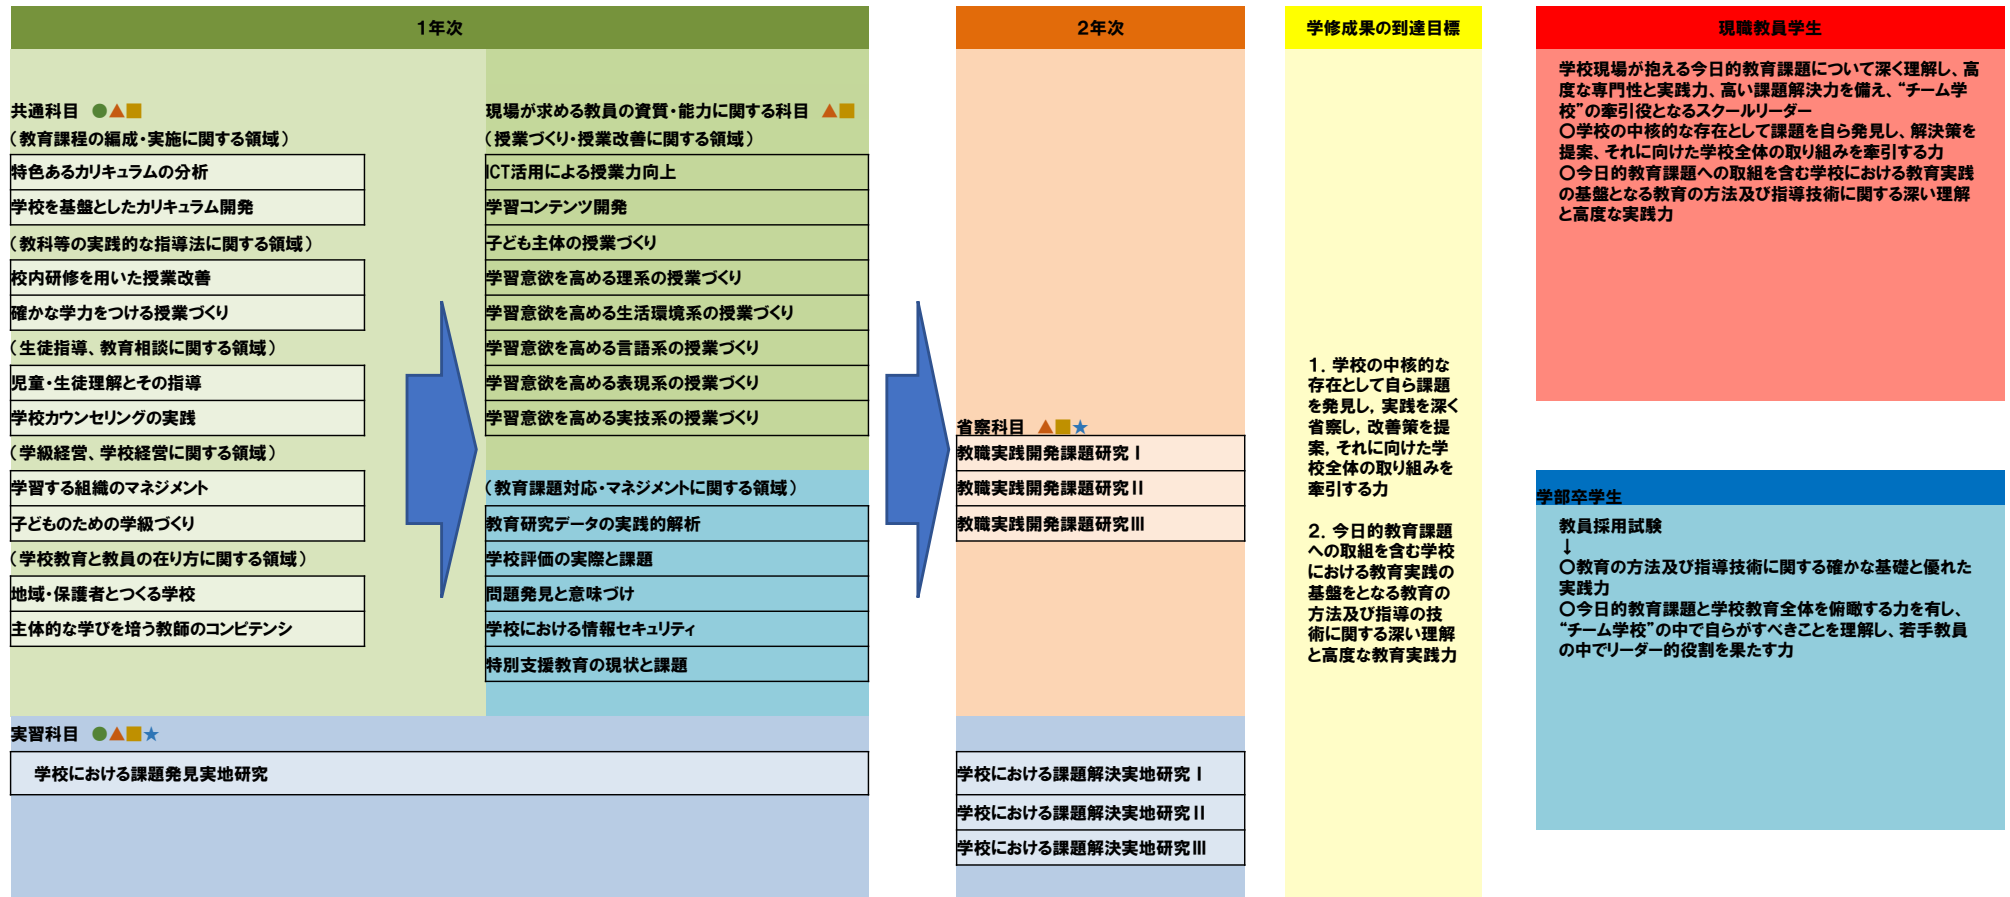 1年次
共通科目 ●▲■
(教育課程の編成・実施に関する領域)
特色あるカリキュラムの分析
学校を基盤としたカリキュラム開発
(教科等の実践的な指導法に関する領域)
校内研修を用いた授業改善
確かな学力をつける授業づくり
(生徒指導、教育相談に関する領域)
児童・生徒理解とその指導
学校カウンセリングの実践
(学級経営、学校経営に関する領域)
学習する組織のマネジメント
子どものための学級づくり
(学校教育と教員の在り方に関する領域)
地域・保護者とつくる学校
主体的な学びを培う教師のコンピテンシ
現場が求める教員の資質・能力に関する科目 ▲■
(授業づくり・授業改善に関する領域)
ICT活用による授業力向上
学習コンテンツ開発
子ども主体の授業づくり
学習意欲を高める理系の授業づくり
学習意欲を高める生活環境系の授業づくり
学習意欲を高める言語系の授業づくり
学習意欲を高める表現系の授業づくり
学習意欲を高める実技系の授業づくり
(教育課題対応・マネジメントに関する領域)
教育研究データの実践的解析
学校評価の実際と課題
問題発見と意味づけ
学校における情報セキュリティ
特別支援教育の現状と課題
実習科目 ●▲■★
学校における課題発見実地研究
2年次
省察科目 ▲■★
教職実践開発課題研究Ⅰ
教職実践開発課題研究Ⅱ
教職実践開発課題研究Ⅲ
学校における課題解決実地研究Ⅰ
学校における課題解決実地研究Ⅱ
学校における課題解決実地研究Ⅲ
学修成果の到達目標
1. 学校の中核的な
存在として自ら課題
を発見し, 実践を深く
省察し, 改善策を提
案, それに向けた学
校全体の取り組みを
牽引する力
2. 今日的教育課題
への取組を含む学校
における教育実践の
基盤をとなる教育の
方法及び指導の技
術に関する深い理解
と高度な教育実践力
現職教員学生
学校現場が抱える今日的教育課題について深く理解し、高
度な専門性と実践力、高い課題解決力を備え、“チーム学
校”の牽引役となるスクールリーダー
○学校の中核的な存在として課題を自ら発見し、解決策を
提案、それに向けた学校全体の取り組みを牽引する力
○今日的教育課題への取組を含む学校における教育実践
の基盤となる教育の方法及び指導技術に関する深い理解
と高度な実践力
学部卒学生
教員採用試験
↓
○教育の方法及び指導技術に関する確かな基礎と優れた
実践力
○今日的教育課題と学校教育全体を俯瞰する力を有し、
“チーム学校”の中で自らがすべきことを理解し、若手教員
の中でリーダー的役割を果たす力